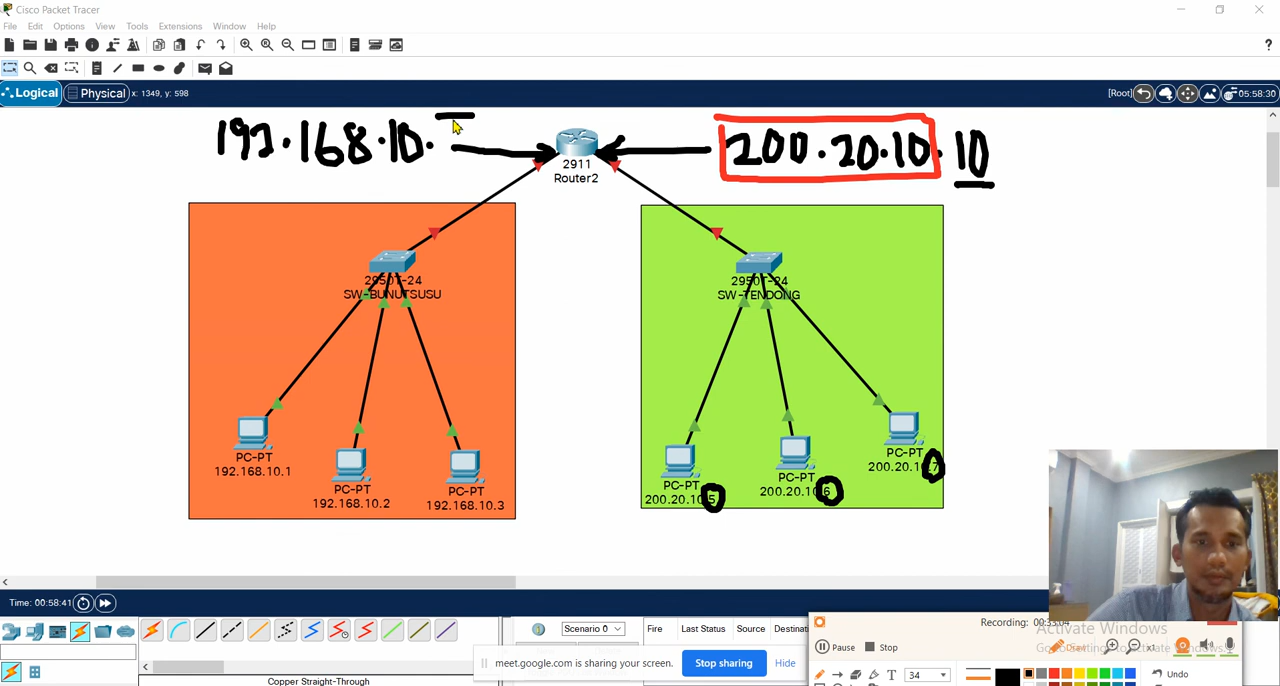 Cisco Packet Tracer
File Edit Options View Tools Extensions Window Help
?
Logical Physical x: 1349, y: 598 [Root] 05:58:30
192.168.10. 200.20.10.10
2911
Router2
2950T-24
SW-BUNUTSUSU
2950T-24
SW-TENDONG
PC-PT
192.168.10.1
PC-PT
192.168.10.2
PC-PT
192.168.10.3
PC-PT
200.20.10.5
PC-PT
200.20.10.6
PC-PT
200.20.10.7
Time: 00:58:41
Scenario 0 Fire Last Status Source Destinati
meet.google.com is sharing your screen. Stop sharing Hide
Copper Straight-Through
Recording: 00:33:04
Activate Windows
Pause Stop x1
T 34 Undo